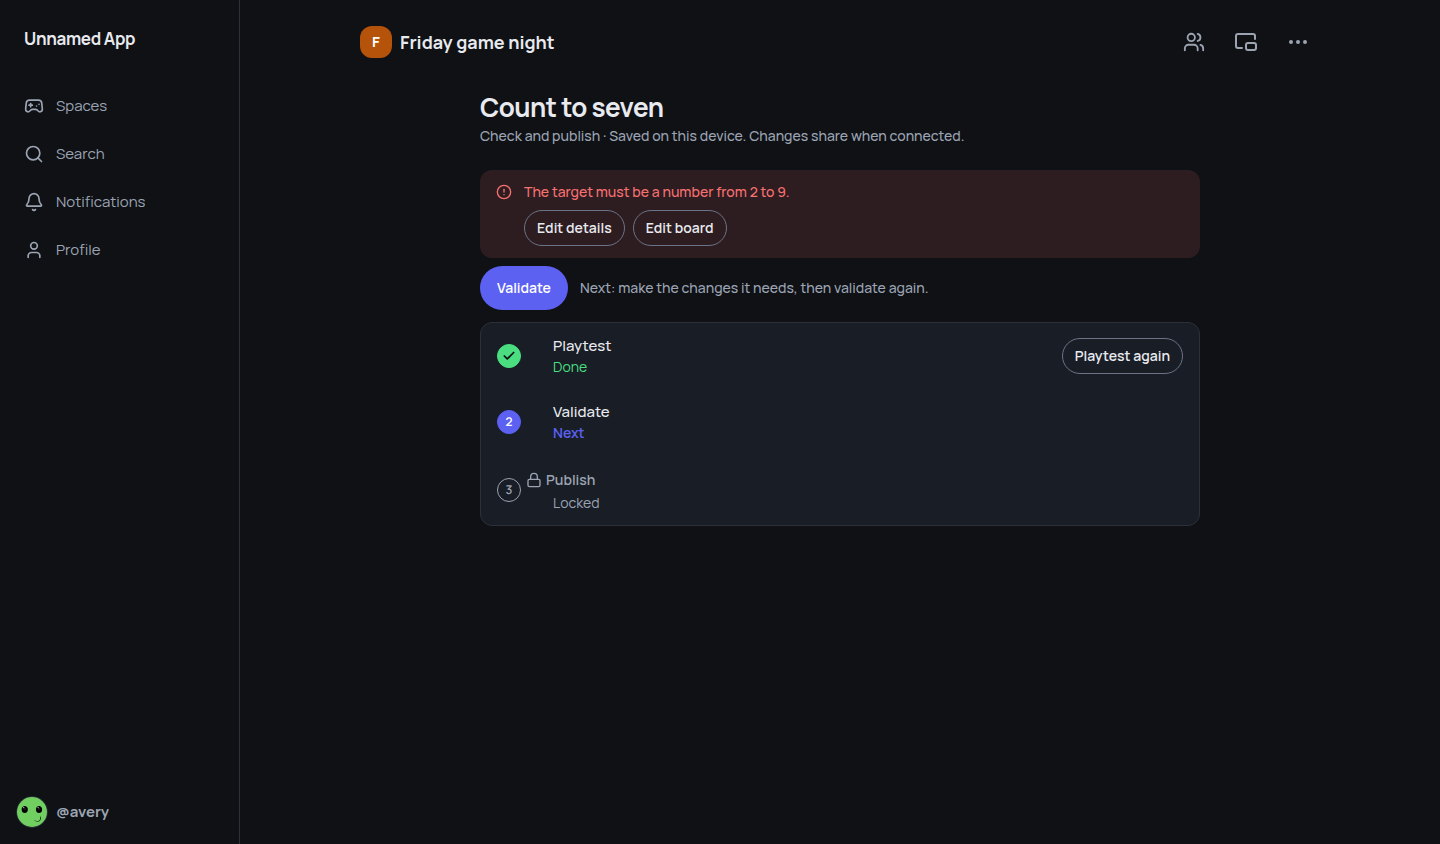 Unnamed App
Spaces
Search
Notifications
Profile
@avery
F Friday game night
Count to seven
Check and publish · Saved on this device. Changes share when connected.
The target must be a number from 2 to 9.
Edit details Edit board
Validate Next: make the changes it needs, then validate again.
Playtest
Done
Playtest again
2 Validate
Next
3 Publish
Locked